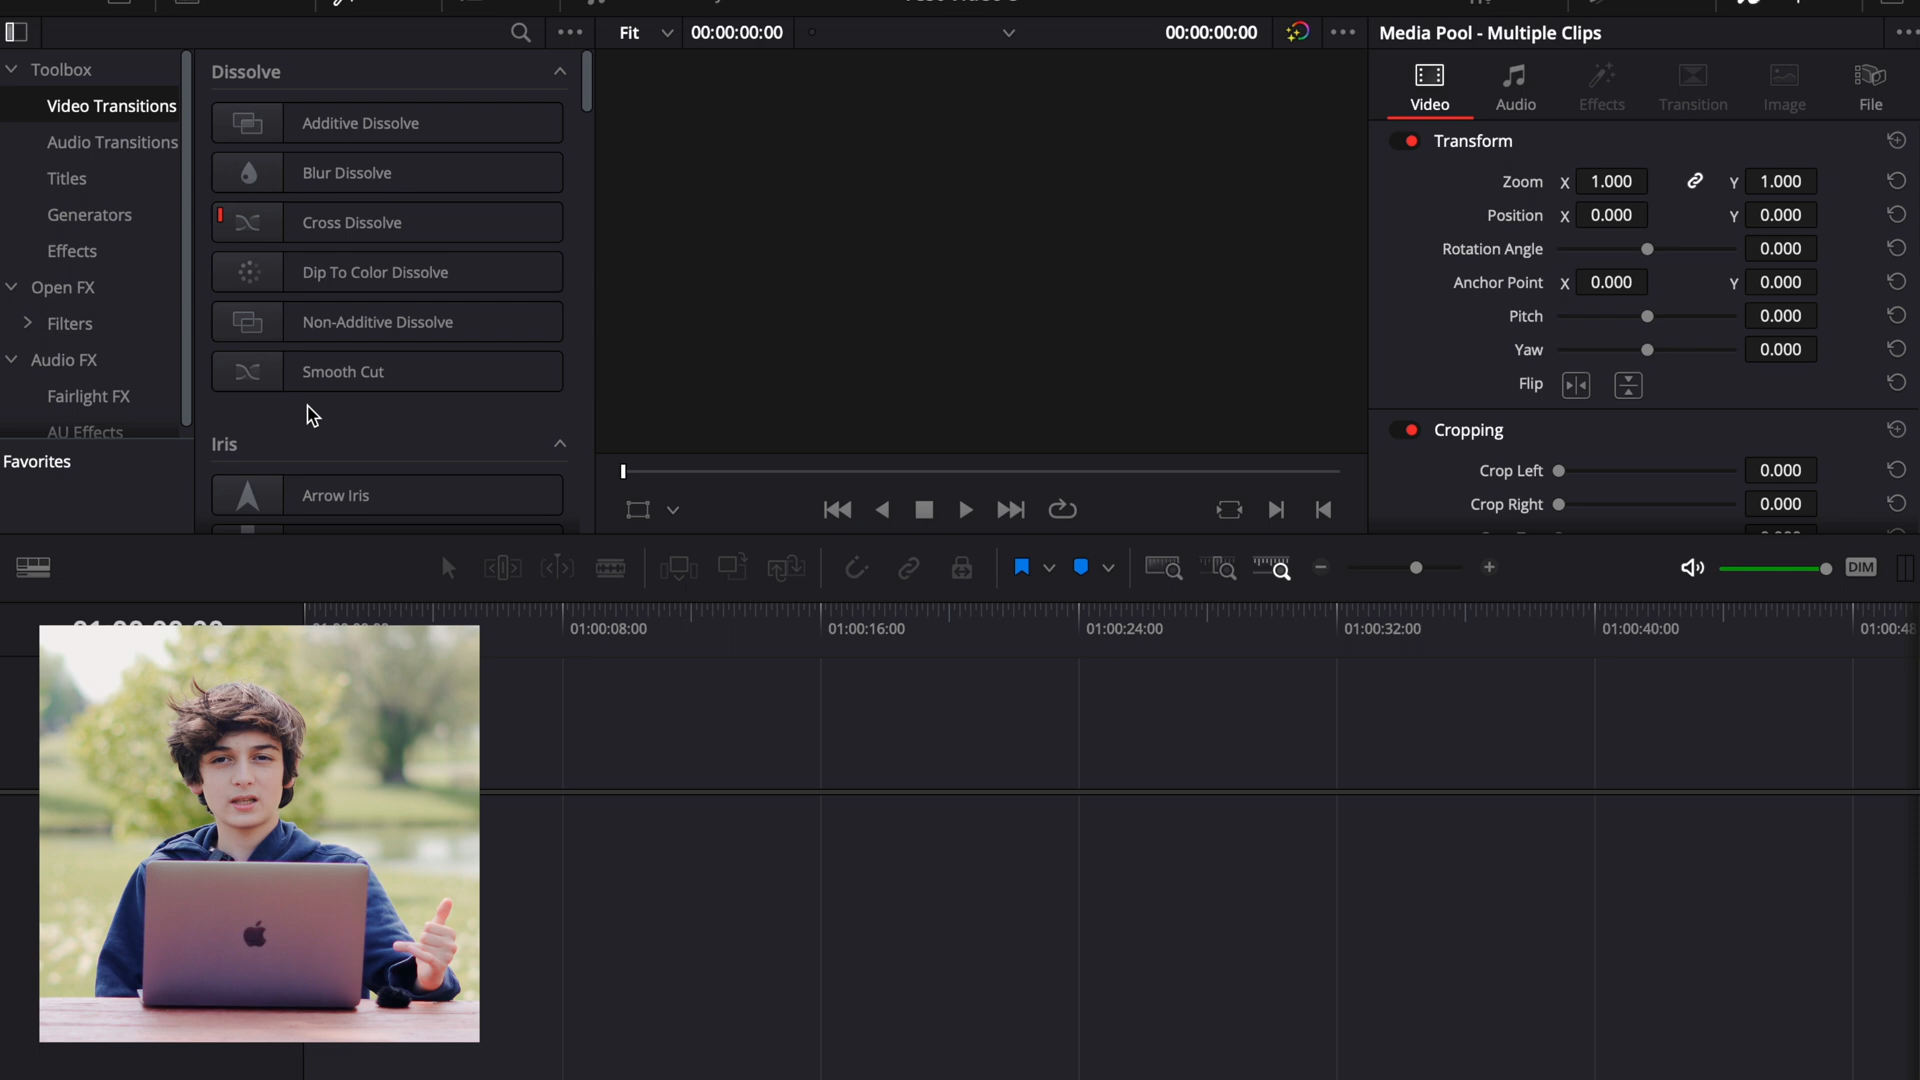 Fit
00:00:00:00
00:00:00:00
Media Pool - Multiple Clips
Toolbox
Video Transitions
Audio Transitions
Titles
Generators
Effects
Open FX
Filters
Audio FX
Fairlight FX
AU Effects
Favorites
Dissolve
Additive Dissolve
Blur Dissolve
Cross Dissolve
Dip To Color Dissolve
Non-Additive Dissolve
Smooth Cut
Iris
Arrow Iris
Video
Audio
Effects
Transition
Image
File
Transform
Zoom X 1.000 Y 1.000
Position X 0.000 Y 0.000
Rotation Angle 0.000
Anchor Point X 0.000 Y 0.000
Pitch 0.000
Yaw 0.000
Flip
Cropping
Crop Left 0.000
Crop Right 0.000
DIM
01:00:08:00
01:00:16:00
01:00:24:00
01:00:32:00
01:00:40:00
01:00:48